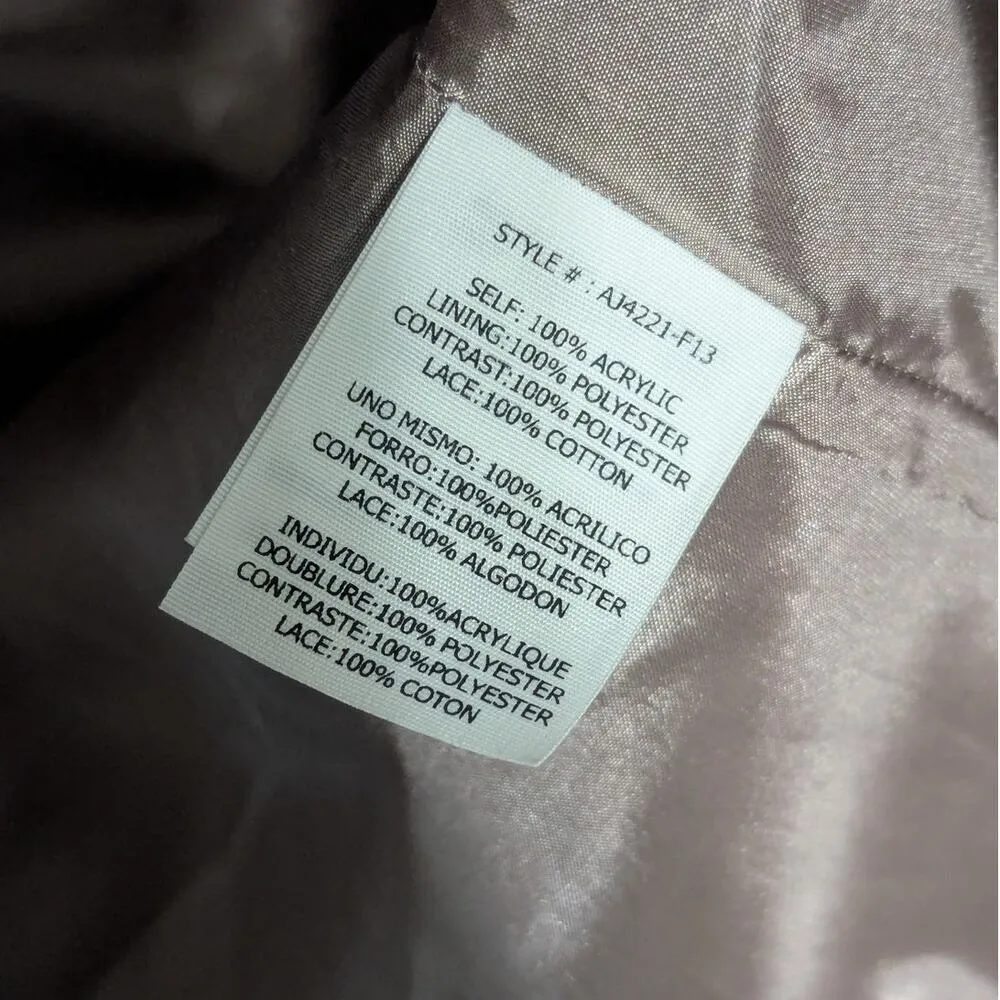 STYLE # : AJ4221-F13
SELF: 100% ACRYLIC
LINING:100% POLYESTER
CONTRAST:100% POLYESTER
LACE:100% COTTON
UNO MISMO: 100% ACRILICO
FORRO:100%POLIESTER
CONTRASTE:100% POLIESTER
LACE:100% ALGODON
INDIVIDU:100%ACRYLIQUE
DOUBLURE:100% POLYESTER
CONTRASTE:100%POLYESTER
LACE:100% COTON